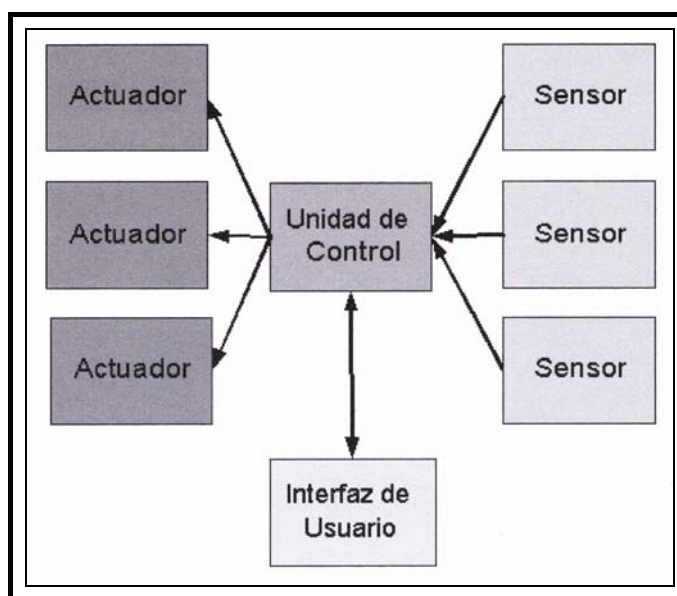 Actuador
Sensor
Actuador
Unidad de
Control
Sensor
Actuador
Sensor
Interfaz de
Usuario